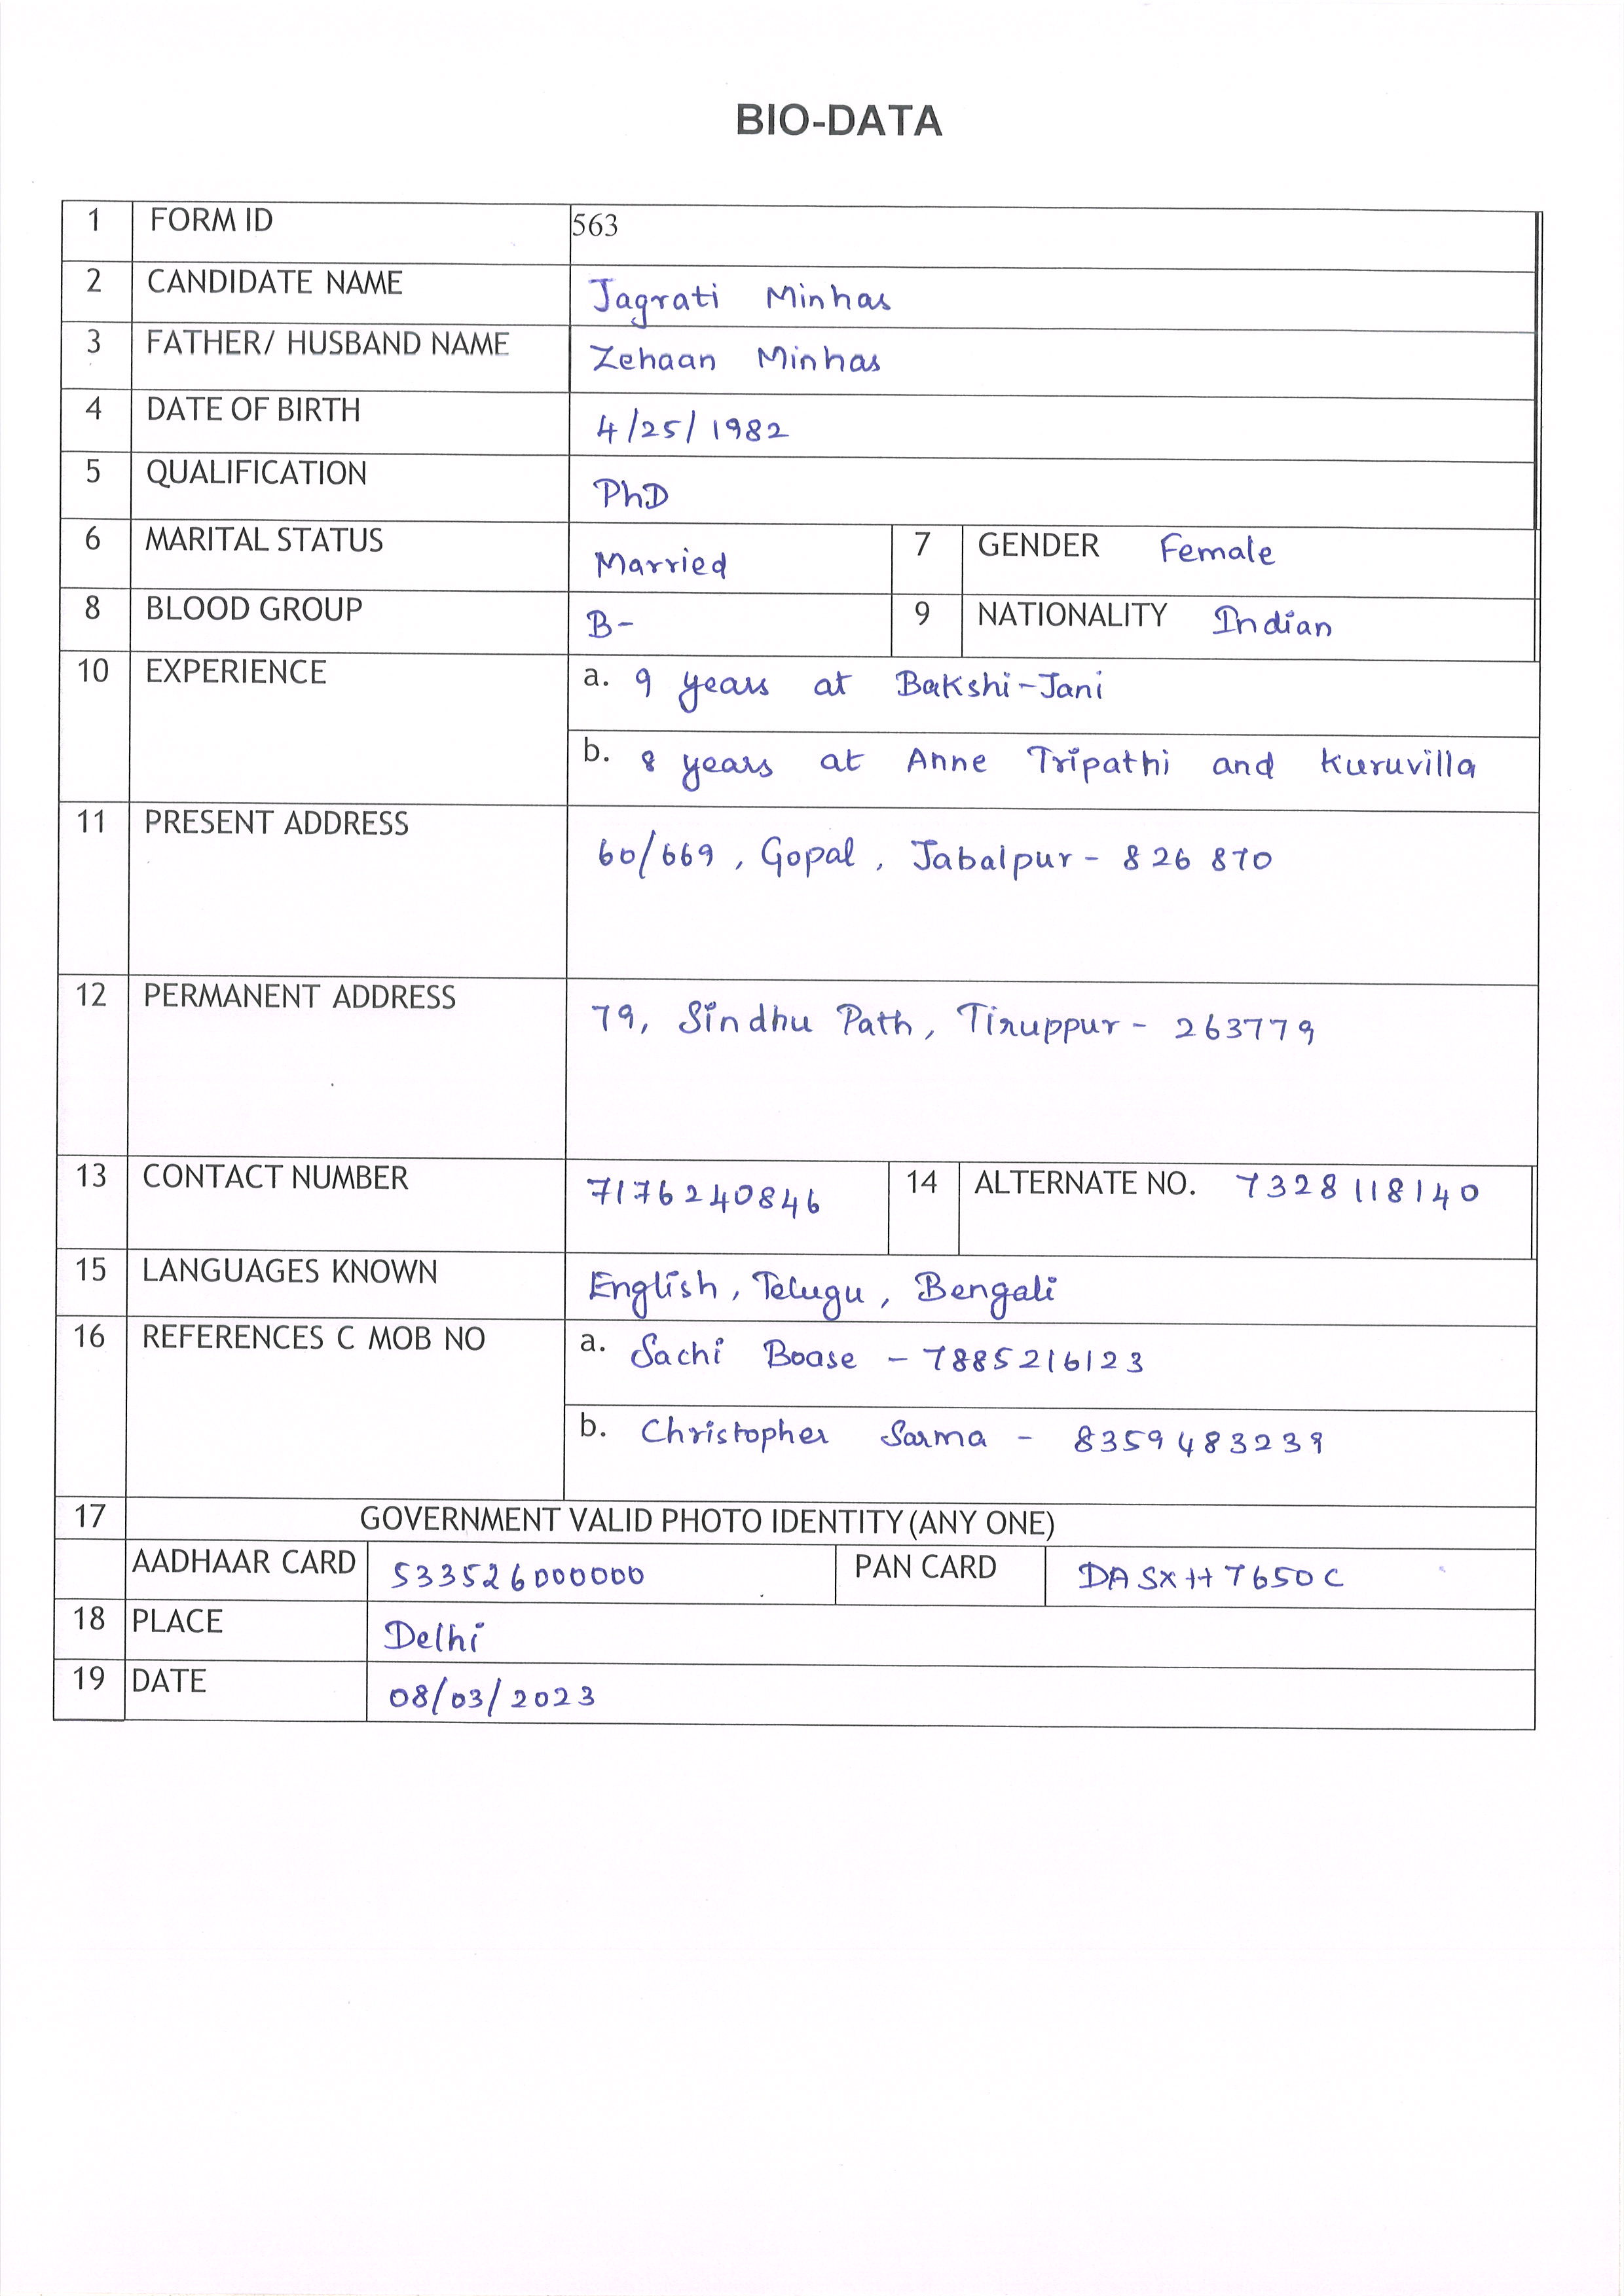 BIO-DATA
1 FORM ID 563
2 CANDIDATE NAME Jagrati Minhas
3 FATHER/ HUSBAND NAME Zehaan Minhas
4 DATE OF BIRTH 4/25/1982
5 QUALIFICATION PhD
6 MARITAL STATUS Married 7 GENDER Female
8 BLOOD GROUP B- 9 NATIONALITY Indian
10 EXPERIENCE a. 9 years at Bakshi-Jani
b. 8 years at Anne Tripathi and Kuruvilla
11 PRESENT ADDRESS 60/669, Gopal, Jabalpur - 826 870
12 PERMANENT ADDRESS 79, Sindhu Path, Tiruppur - 263779
13 CONTACT NUMBER 7176240846 14 ALTERNATE NO. 7328118140
15 LANGUAGES KNOWN English, Telugu, Bengali
16 REFERENCES C MOB NO a. Sachi Boase - 7885216123
b. Christopher Sarma - 8359483239
17 GOVERNMENT VALID PHOTO IDENTITY (ANY ONE)
AADHAAR CARD 533526000000 PAN CARD DASXH7650C
18 PLACE Delhi
19 DATE 08/03/2023